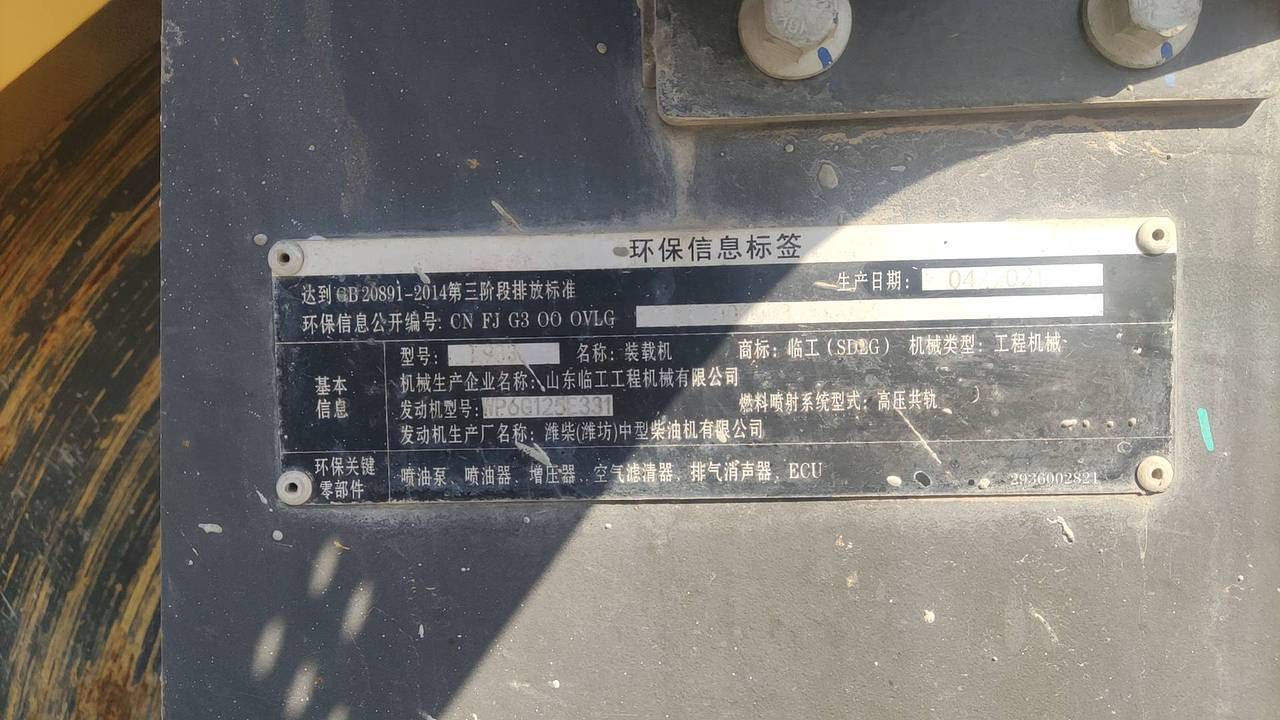 环保信息标签
达到GB 20891-2014第三阶段排放标准 生产日期:
环保信息公开编号: CN FJ G3 OO OVLG
型号: 名称: 装载机 商标: 临工(SDLG) 机械类型: 工程机械
基本信息
机械生产企业名称: 山东临工工程机械有限公司
发动机型号: WP6G125E331 燃料喷射系统型式: 高压共轨
发动机生产厂名称: 潍柴(潍坊)中型柴油机有限公司
环保关键零部件
喷油泵、喷油器、增压器、空气滤清器、排气消声器、ECU
2936002821